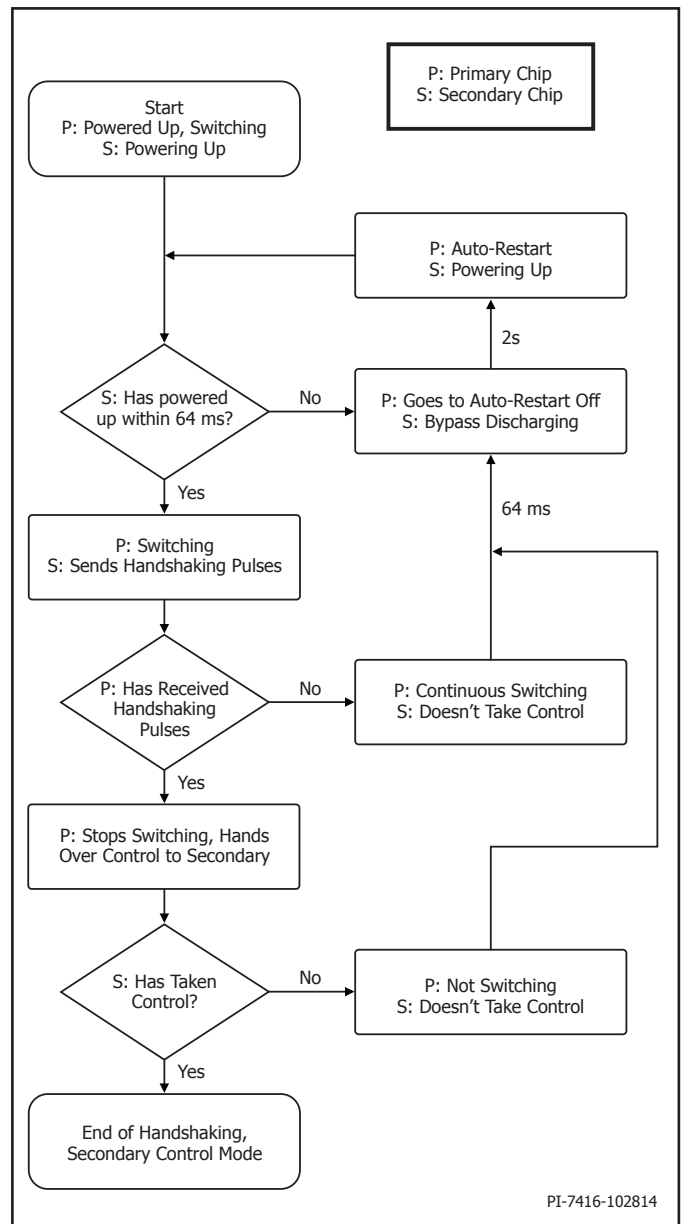 P: Primary Chip
S: Secondary Chip
Start
P: Powered Up, Switching
S: Powering Up
P: Auto-Restart
S: Powering Up
2s
S: Has powered
up within 64 ms?
No
P: Goes to Auto-Restart Off
S: Bypass Discharging
Yes
64 ms
P: Switching
S: Sends Handshaking Pulses
P: Has Received
Handshaking
Pulses
No
P: Continuous Switching
S: Doesn't Take Control
Yes
P: Stops Switching, Hands
Over Control to Secondary
S: Has Taken
Control?
No
P: Not Switching
S: Doesn't Take Control
Yes
End of Handshaking,
Secondary Control Mode
PI-7416-102814